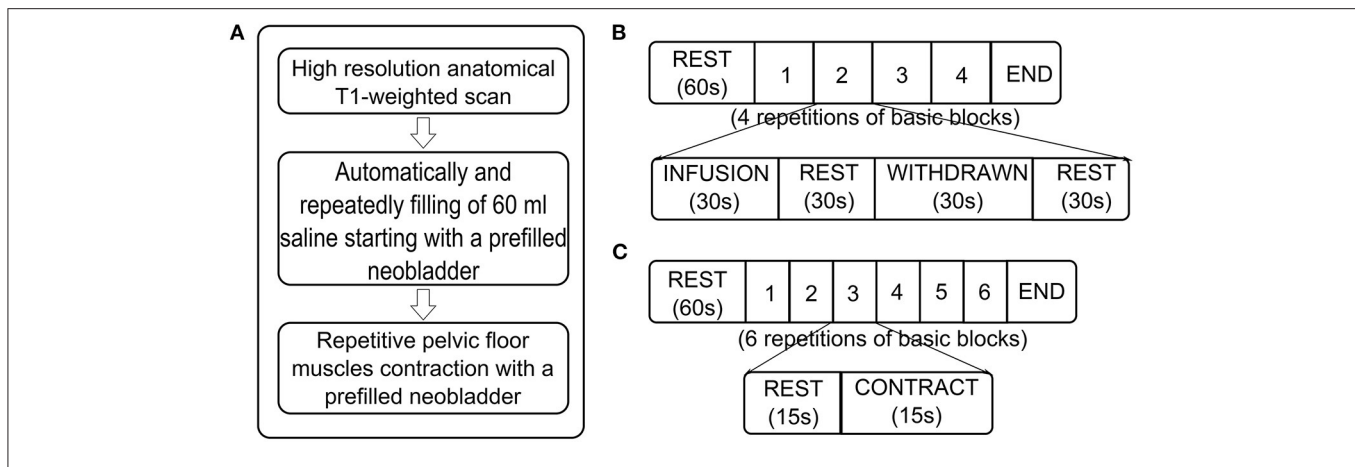 A
High resolution anatomical
T1-weighted scan
Automatically and
repeatedly filling of 60 ml
saline starting with a prefilled
neobladder
Repetitive pelvic floor
muscles contraction with a
prefilled neobladder
B
REST
(60s)
1
2
3
4
END
(4 repetitions of basic blocks)
INFUSION
(30s)
REST
(30s)
WITHDRAWN
(30s)
REST
(30s)
C
REST
(60s)
1
2
3
4
5
6
END
(6 repetitions of basic blocks)
REST
(15s)
CONTRACT
(15s)